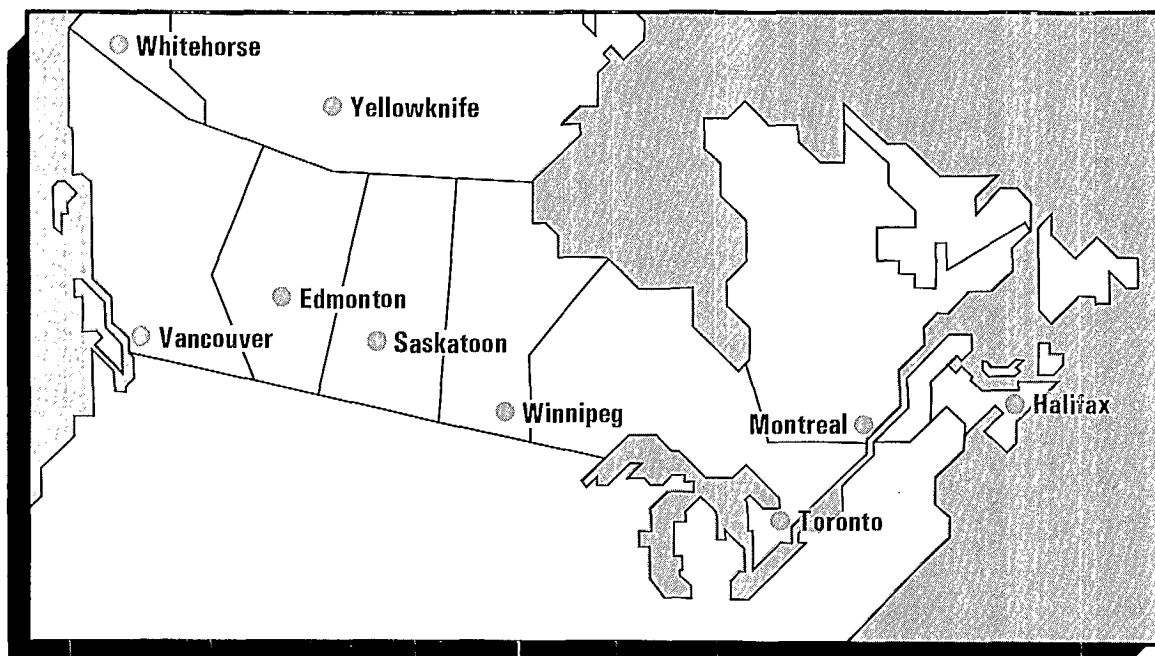 Whitehorse
Yellowknife
Edmonton
Vancouver
Saskatoon
Winnipeg
Montreal
Halifax
Toronto